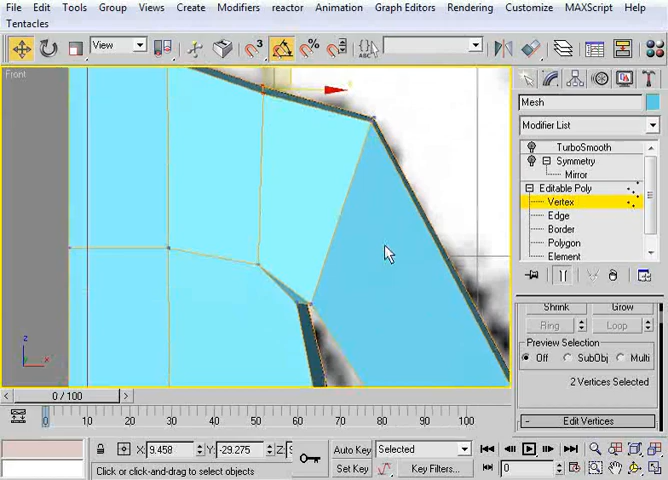 File Edit Tools Group Views Create Modifiers reactor Animation Graph Editors Rendering Customize MAXScript Help
Tentacles
View
3
%
ABC
Front
x
Mesh
Modifier List
TurboSmooth
Symmetry
Mirror
Editable Poly
Vertex
Edge
Border
Polygon
Element
Shrink Grow
Ring Loop
Preview Selection
Off SubObj Multi
2 Vertices Selected
- Edit Vertices
z
x
< 0 / 100 >
0 10 20 30 40 50 60 70 80 90 100
X: 9.458 Y: -29.275 Z:
Auto Key Selected
Click or click-and-drag to select objects
Set Key Key Filters... 0